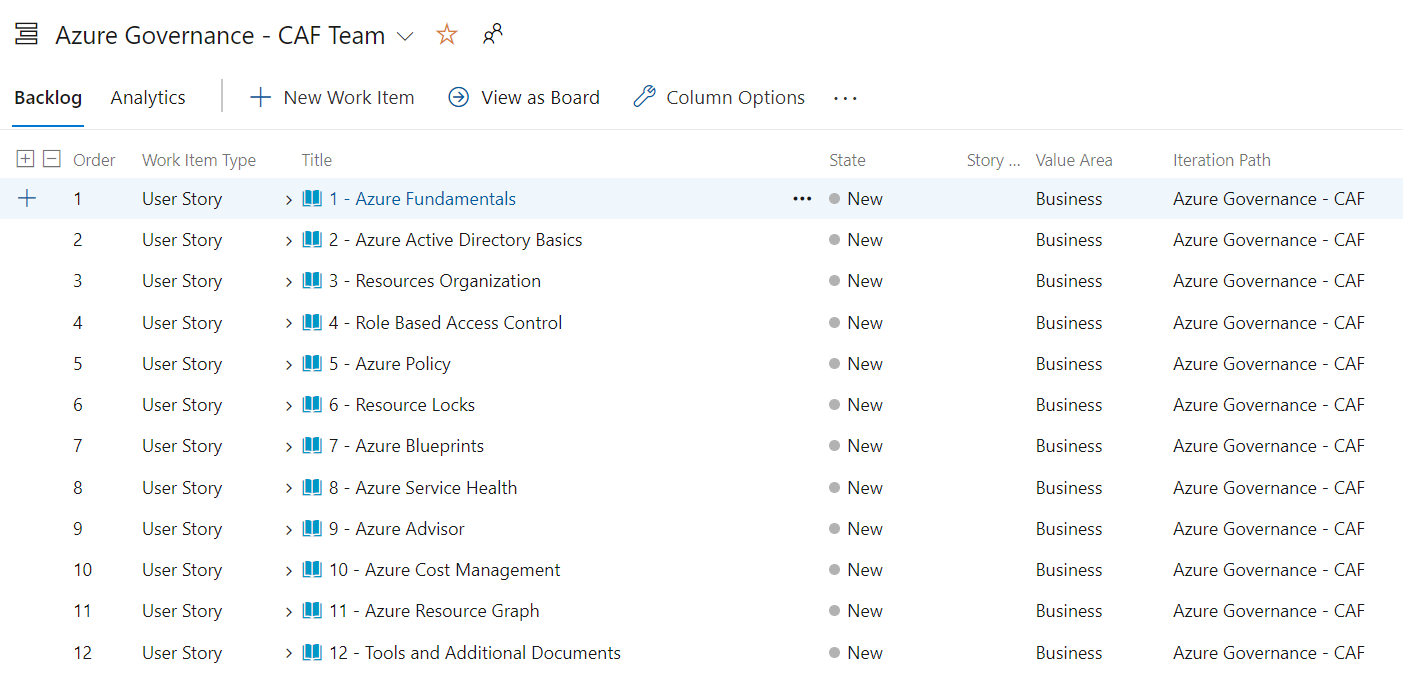 Azure Governance - CAF Team
Backlog Analytics New Work Item View as Board Column Options ...
Order Work Item Type Title State Story ... Value Area Iteration Path
1 User Story 1 - Azure Fundamentals ... New Business Azure Governance - CAF
2 User Story 2 - Azure Active Directory Basics New Business Azure Governance - CAF
3 User Story 3 - Resources Organization New Business Azure Governance - CAF
4 User Story 4 - Role Based Access Control New Business Azure Governance - CAF
5 User Story 5 - Azure Policy New Business Azure Governance - CAF
6 User Story 6 - Resource Locks New Business Azure Governance - CAF
7 User Story 7 - Azure Blueprints New Business Azure Governance - CAF
8 User Story 8 - Azure Service Health New Business Azure Governance - CAF
9 User Story 9 - Azure Advisor New Business Azure Governance - CAF
10 User Story 10 - Azure Cost Management New Business Azure Governance - CAF
11 User Story 11 - Azure Resource Graph New Business Azure Governance - CAF
12 User Story 12 - Tools and Additional Documents New Business Azure Governance - CAF